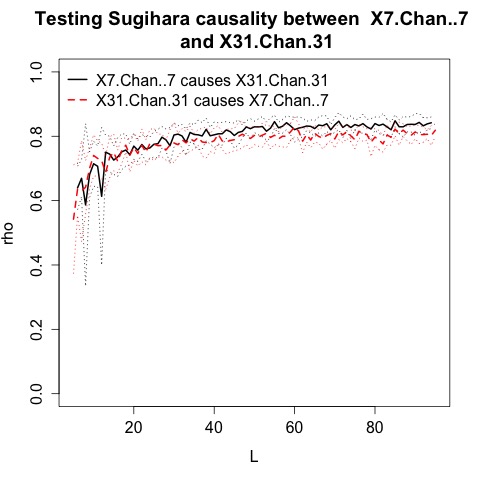 Testing Sugihara causality between  X7.Chan..7
and X31.Chan.31
X7.Chan..7 causes X31.Chan.31
X31.Chan.31 causes X7.Chan..7
1.0
0.8
0.6
0.4
0.2
0.0
rho
20 40 60 80
L